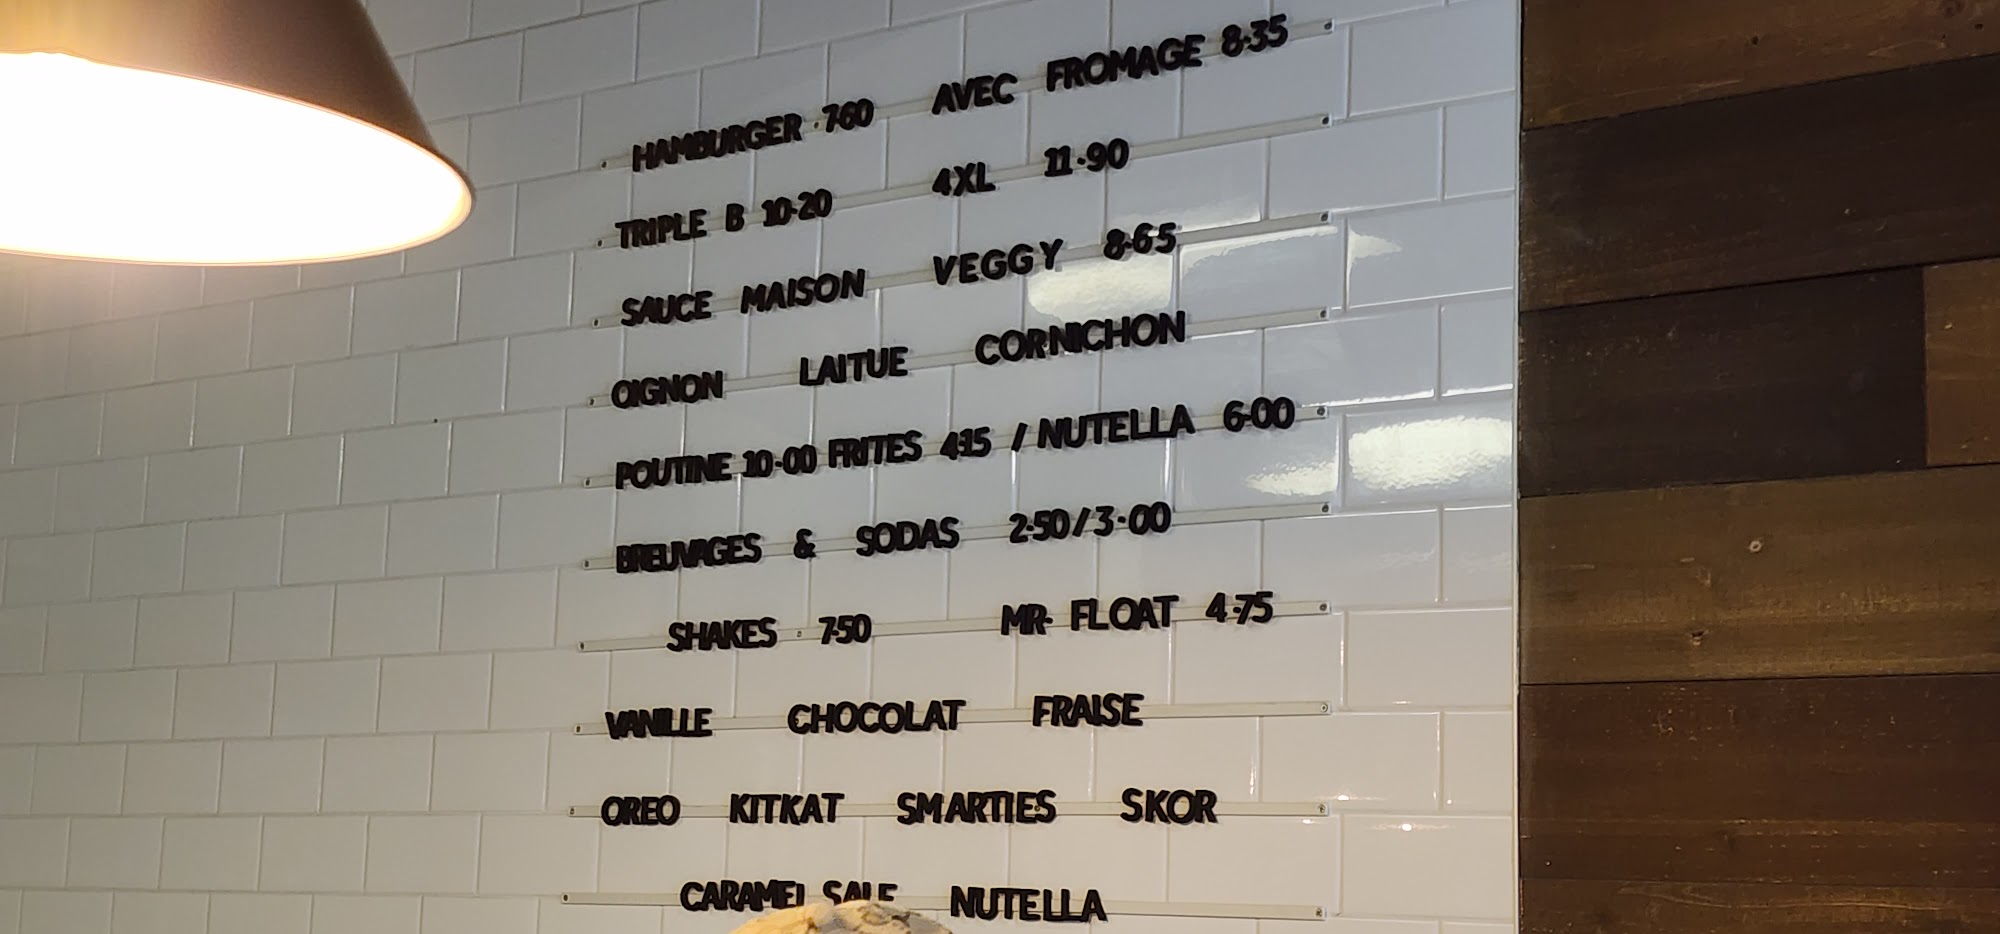 HAMBURGER 7·60 AVEC FROMAGE 8·35
TRIPLE B 10·20 4XL 11·90
SAUCE MAISON VEGGY 8·65
OIGNON LAITUE CORNICHON
POUTINE 10·00 FRITES 4·15 / NUTELLA 6·00
BREUVAGES & SODAS 2·50/3·00
SHAKES 7·50 MR· FLOAT 4·75
VANILLE CHOCOLAT FRAISE
OREO KITKAT SMARTIES SKOR
CARAMEL SALE NUTELLA